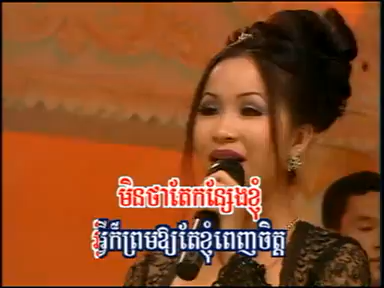 មិនថាតែកន្សែងខ្ញុំ
អ្វីក៏ព្រមឱ្យតែខ្ញុំពេញចិត្ត